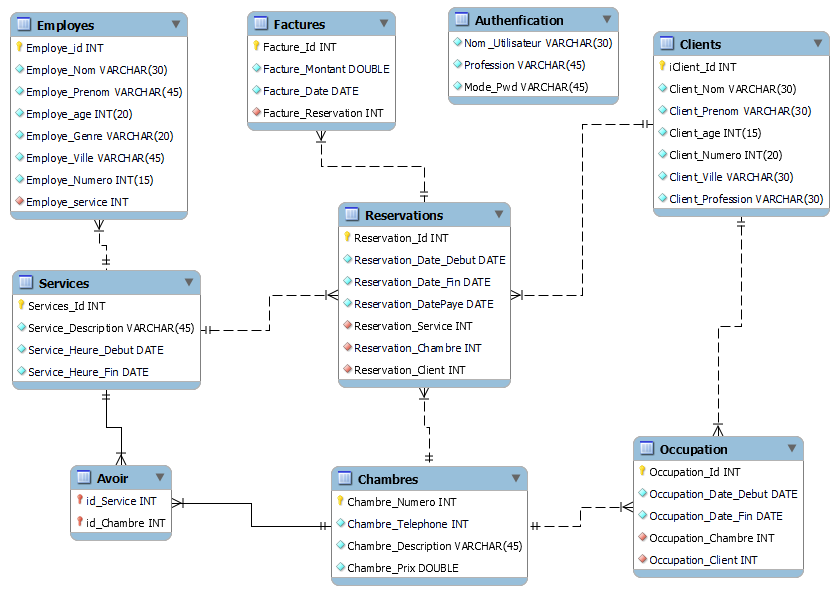 Employes
Employe_id INT
Employe_Nom VARCHAR(30)
Employe_Prenom VARCHAR(45)
Employe_age INT(20)
Employe_Genre VARCHAR(20)
Employe_Ville VARCHAR(45)
Employe_Numero INT(15)
Employe_service INT
Factures
Facture_Id INT
Facture_Montant DOUBLE
Facture_Date DATE
Facture_Reservation INT
Authenfication
Nom_Utilisateur VARCHAR(30)
Profession VARCHAR(45)
Mode_Pwd VARCHAR(45)
Clients
iClient_Id INT
Client_Nom VARCHAR(30)
Client_Prenom VARCHAR(30)
Client_age INT(15)
Client_Numero INT(20)
Client_Ville VARCHAR(30)
Client_Profession VARCHAR(30)
Reservations
Reservation_Id INT
Reservation_Date_Debut DATE
Reservation_Date_Fin DATE
Reservation_DatePaye DATE
Reservation_Service INT
Reservation_Chambre INT
Reservation_Client INT
Services
Services_Id INT
Service_Description VARCHAR(45)
Service_Heure_Debut DATE
Service_Heure_Fin DATE
Avoir
id_Service INT
id_Chambre INT
Chambres
Chambre_Numero INT
Chambre_Telephone INT
Chambre_Description VARCHAR(45)
Chambre_Prix DOUBLE
Occupation
Occupation_Id INT
Occupation_Date_Debut DATE
Occupation_Date_Fin DATE
Occupation_Chambre INT
Occupation_Client INT